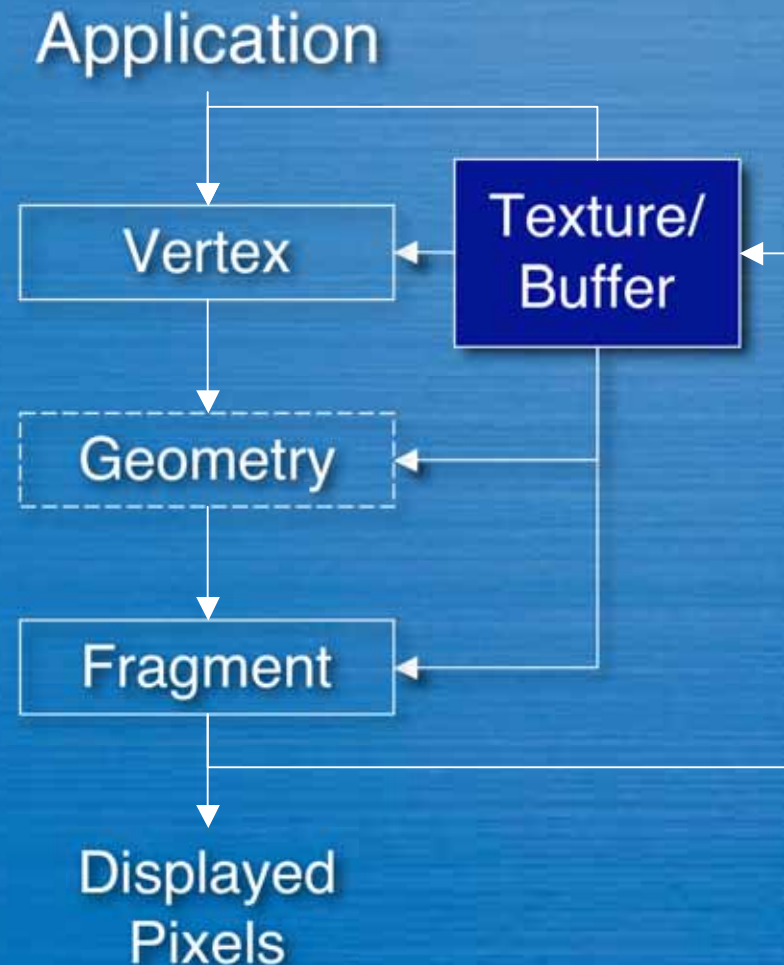 Application
Vertex
Texture/
Buffer
Geometry
Fragment
Displayed
Pixels